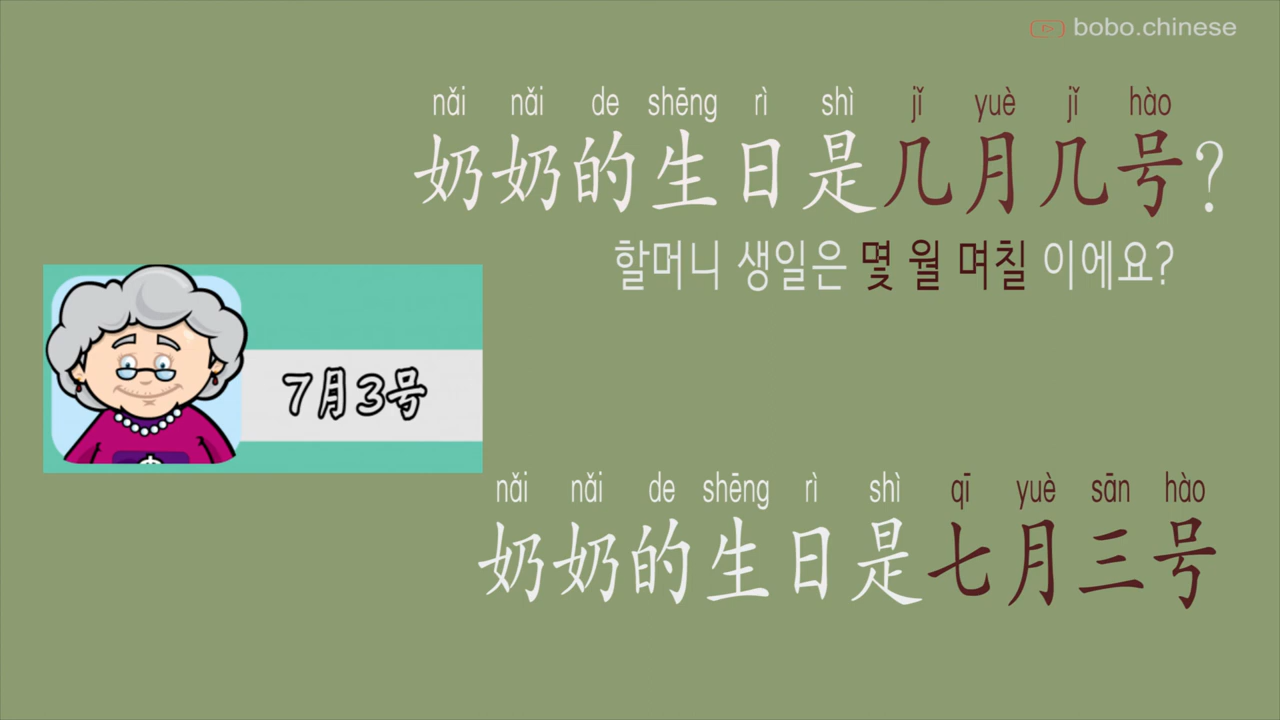 bobo.chinese
nǎi nǎi de shēng rì shì jǐ yuè jǐ hào
奶奶的生日是几月几号?
할머니 생일은 몇 월 며칠 이에요?
7月3号
nǎi nǎi de shēng rì shì qī yuè sān hào
奶奶的生日是七月三号